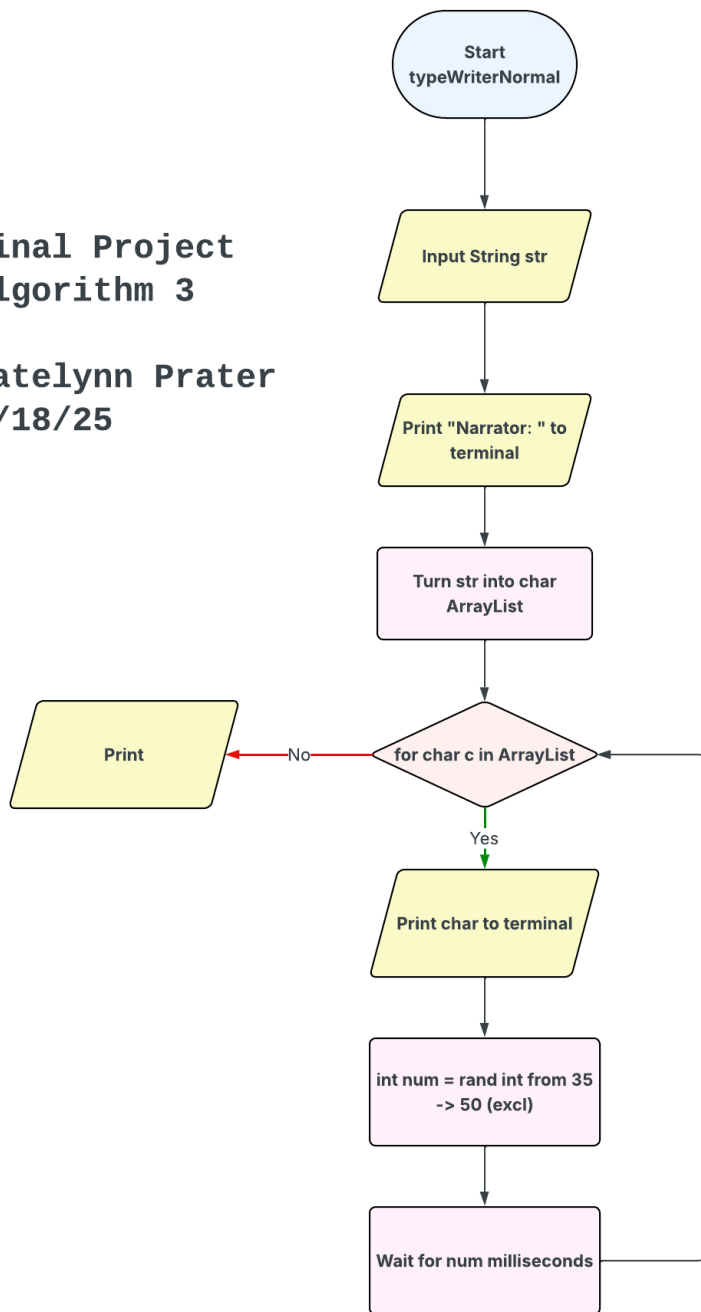 Start
typeWriterNormal
Input String str
inal Project
lgorithm 3
atelynn Prater
/18/25
Print "Narrator: " to
terminal
Turn str into char
ArrayList
for char c in ArrayList
No
Print
Yes
Print char to terminal
int num = rand int from 35
-> 50 (excl)
Wait for num milliseconds